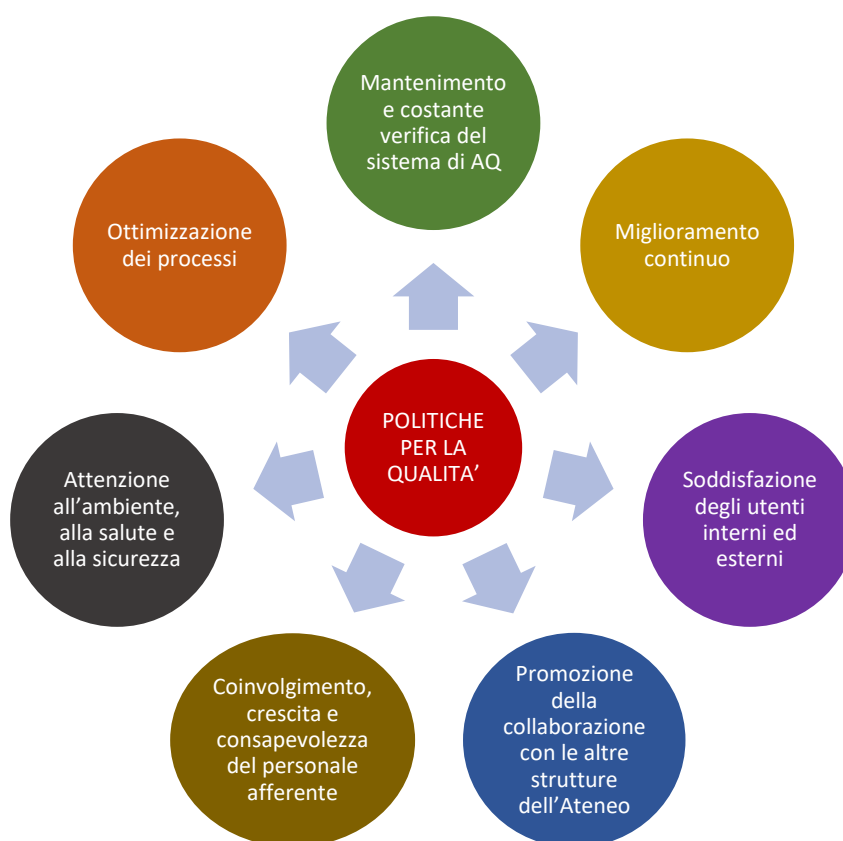 Mantenimento
e costante
verifica del
sistema di AQ
Miglioramento
continuo
Soddisfazione
degli utenti
interni ed
esterni
Promozione
della
collaborazione
con le altre
strutture
dell’Ateneo
Coinvolgimento,
crescita e
consapevolezza
del personale
afferente
Attenzione
all’ambiente,
alla salute e
alla sicurezza
Ottimizzazione
dei processi
POLITICHE
PER LA
QUALITA’